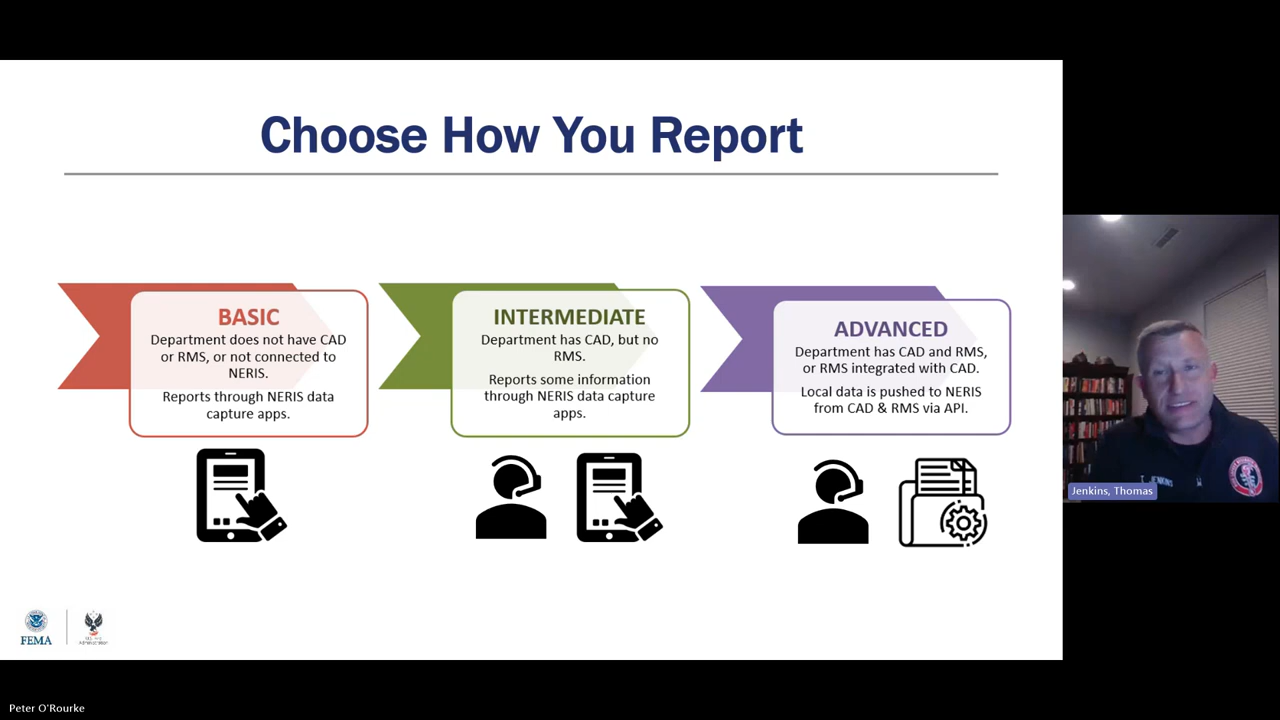 Choose How You Report
BASIC
Department does not have CAD
or RMS, or not connected to
NERIS.
Reports through NERIS data
capture apps.
INTERMEDIATE
Department has CAD, but no
RMS.
Reports some information
through NERIS data capture
apps.
ADVANCED
Department has CAD and RMS,
or RMS integrated with CAD.
Local data is pushed to NERIS
from CAD & RMS via API.
JENKINS
Jenkins, Thomas
FEMA
Peter O'Rourke